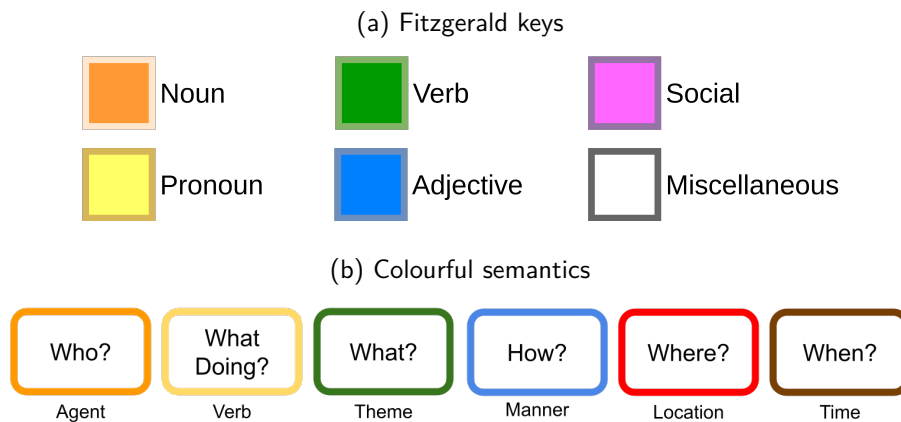 (a) Fitzgerald keys
Noun
Verb
Social
Pronoun
Adjective
Miscellaneous
(b) Colourful semantics
Who?
What
Doing?
What?
How?
Where?
When?
Agent
Verb
Theme
Manner
Location
Time